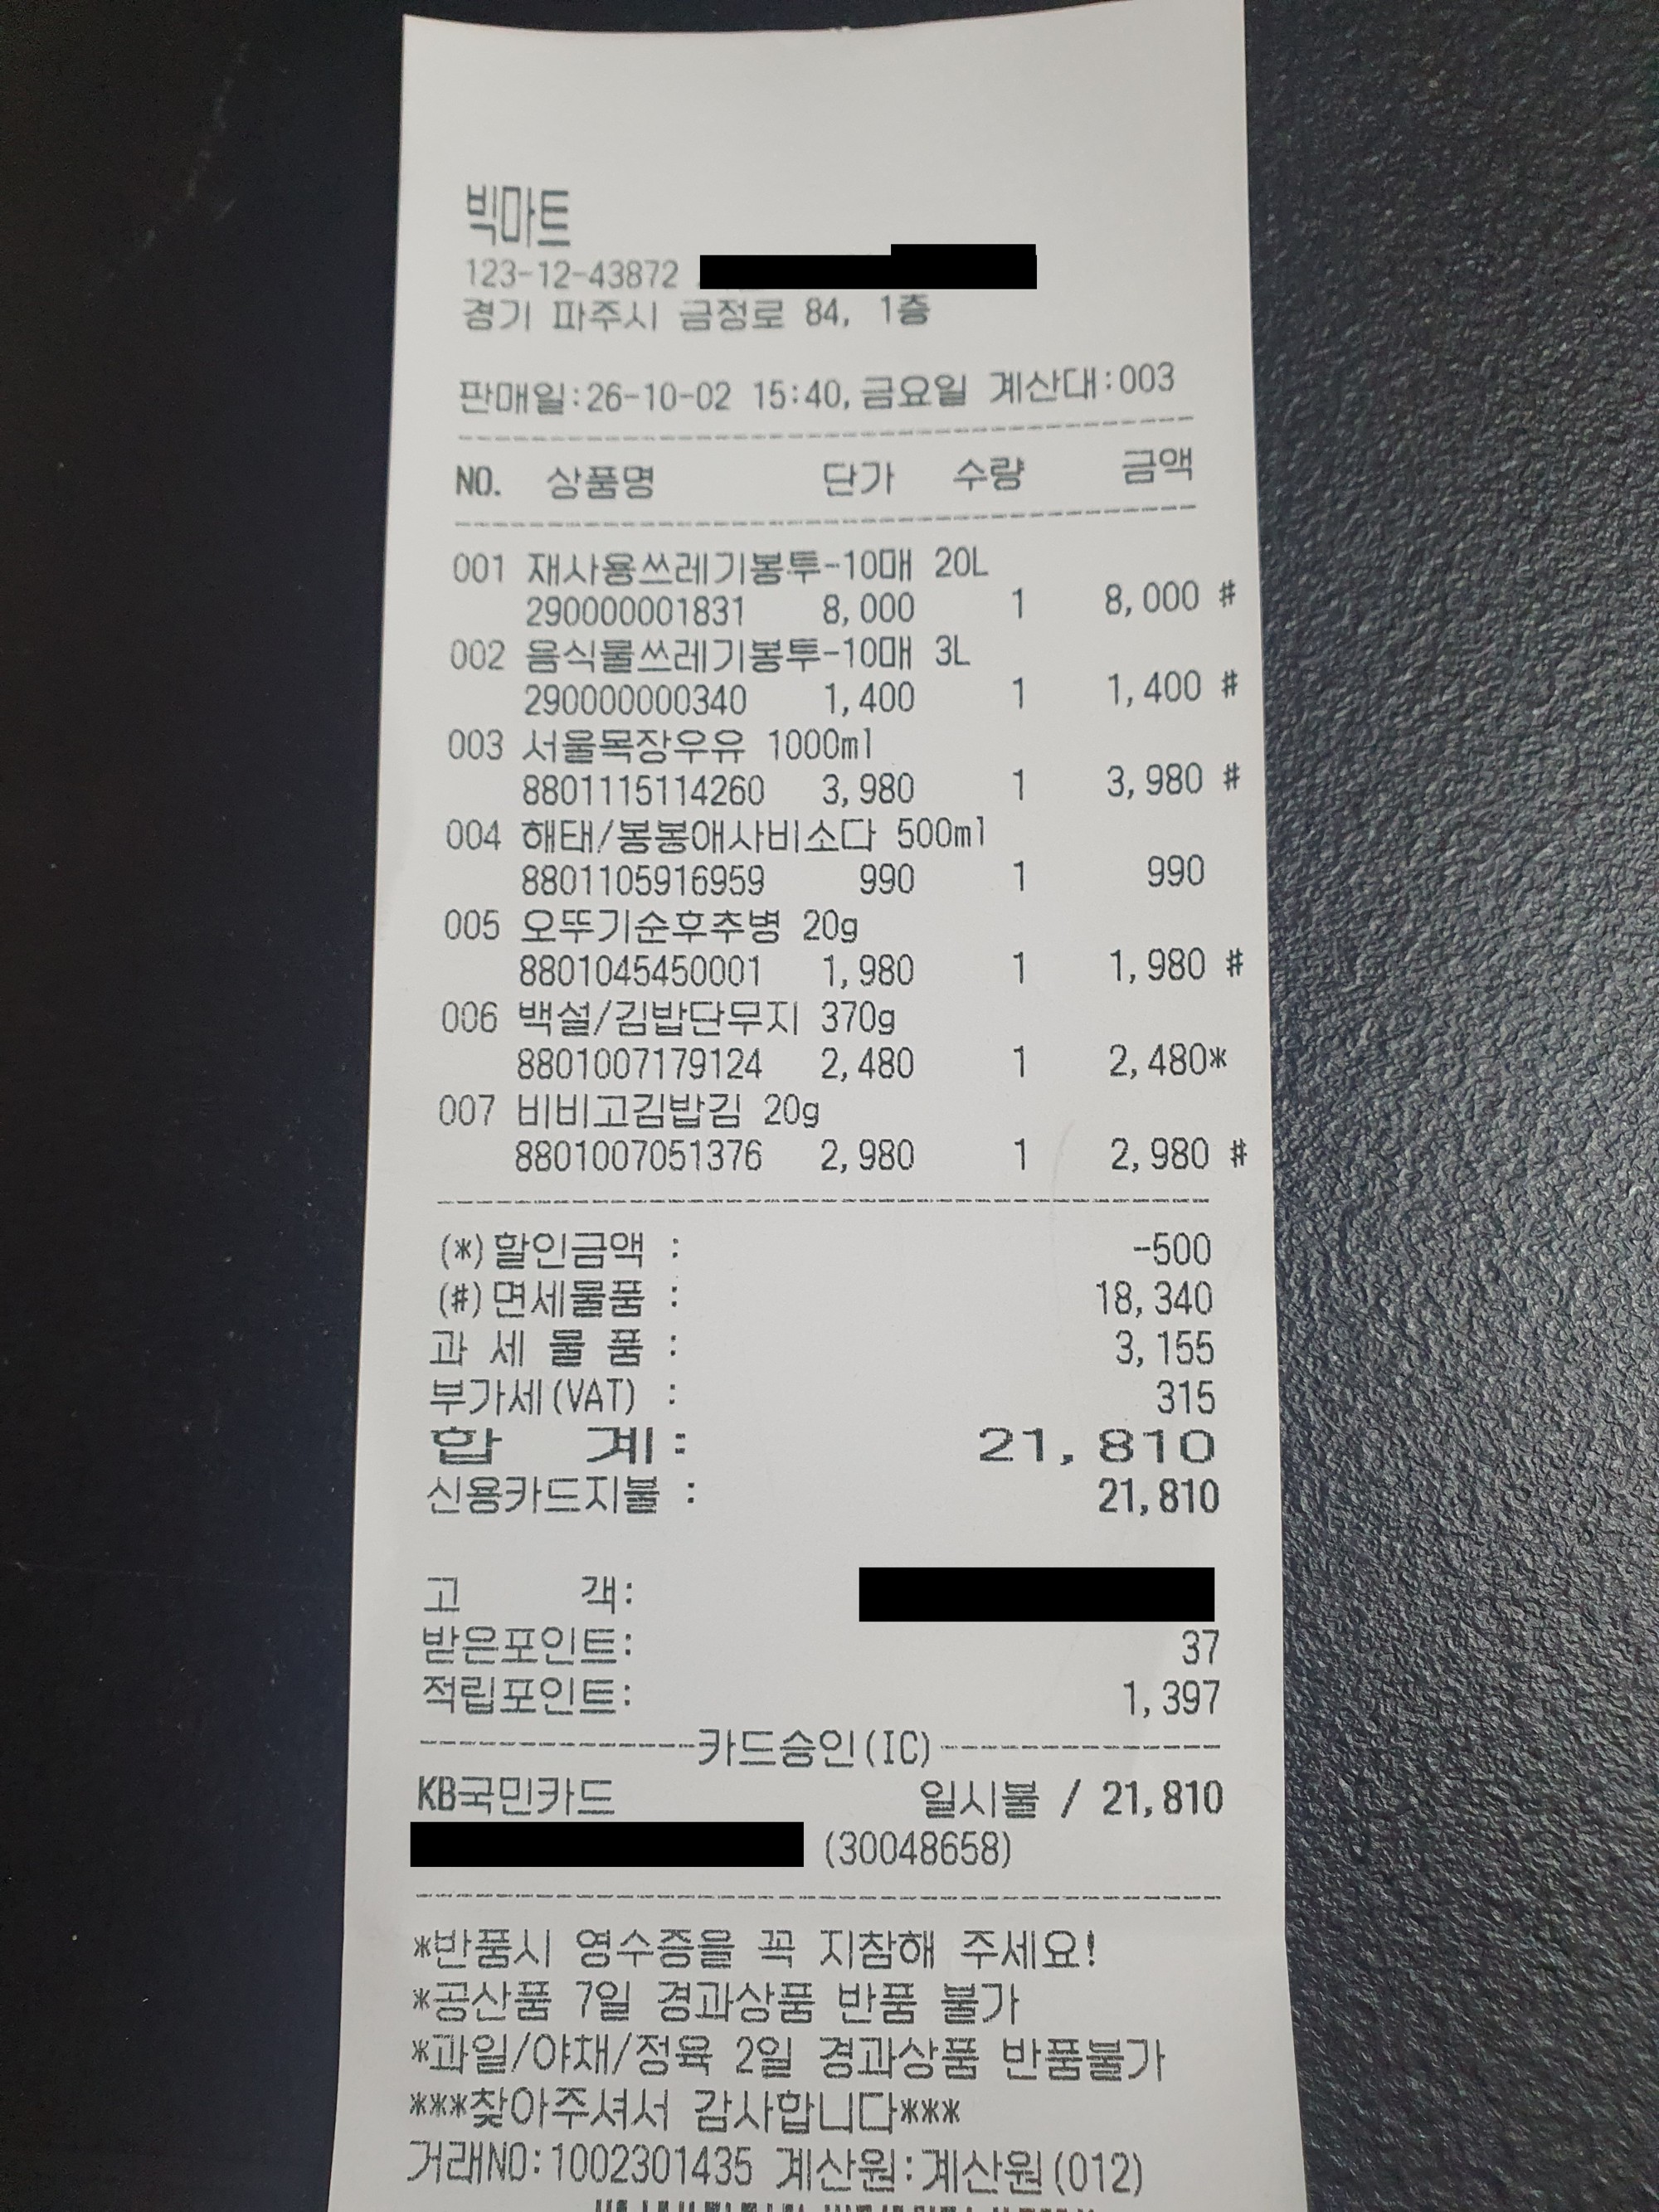 빅마트
123-12-43872
경기 파주시 금정로 84, 1층
판매일:26-10-02 15:40,금요일 계산대:003
NO. 상품명 단가 수량 금액
001 재사용쓰레기봉투-10매 20L
290000001831 8,000 1 8,000 #
002 음식물쓰레기봉투-10매 3L
290000000340 1,400 1 1,400 #
003 서울목장우유 1000ml
8801115114260 3,980 1 3,980 #
004 해태/봉봉애사비소다 500ml
8801105916959 990 1 990
005 오뚜기순후추병 20g
8801045450001 1,980 1 1,980 #
006 백설/김밥단무지 370g
8801007179124 2,480 1 2,480*
007 비비고김밥김 20g
8801007051376 2,980 1 2,980 #
(*)할인금액 : -500
(#)면세물품 : 18,340
과 세 물 품 : 3,155
부가세(VAT) : 315
합 계: 21,810
신용카드지불 : 21,810
고 객:
받은포인트: 37
적립포인트: 1,397
카드승인(IC)
KB국민카드 일시불 / 21,810
(30048658)
*반품시 영수증을 꼭 지참해 주세요!
*공산품 7일 경과상품 반품 불가
*과일/야채/정육 2일 경과상품 반품불가
***찾아주셔서 감사합니다***
거래NO:1002301435 계산원:계산원(012)